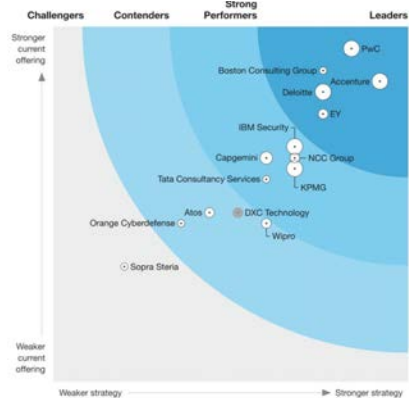 Challengers
Contenders
Strong
Performers
Leaders
Stronger
current
offering
PwC
Boston Consulting Group
Accenture
Deloitte
EY
IBM Security
Capgemini
NCC Group
Tata Consultancy Services
KPMG
Atos
DXC Technology
Orange Cyberdefense
Wipro
Sopra Steria
Weaker
current
offering
Weaker strategy
Stronger strategy